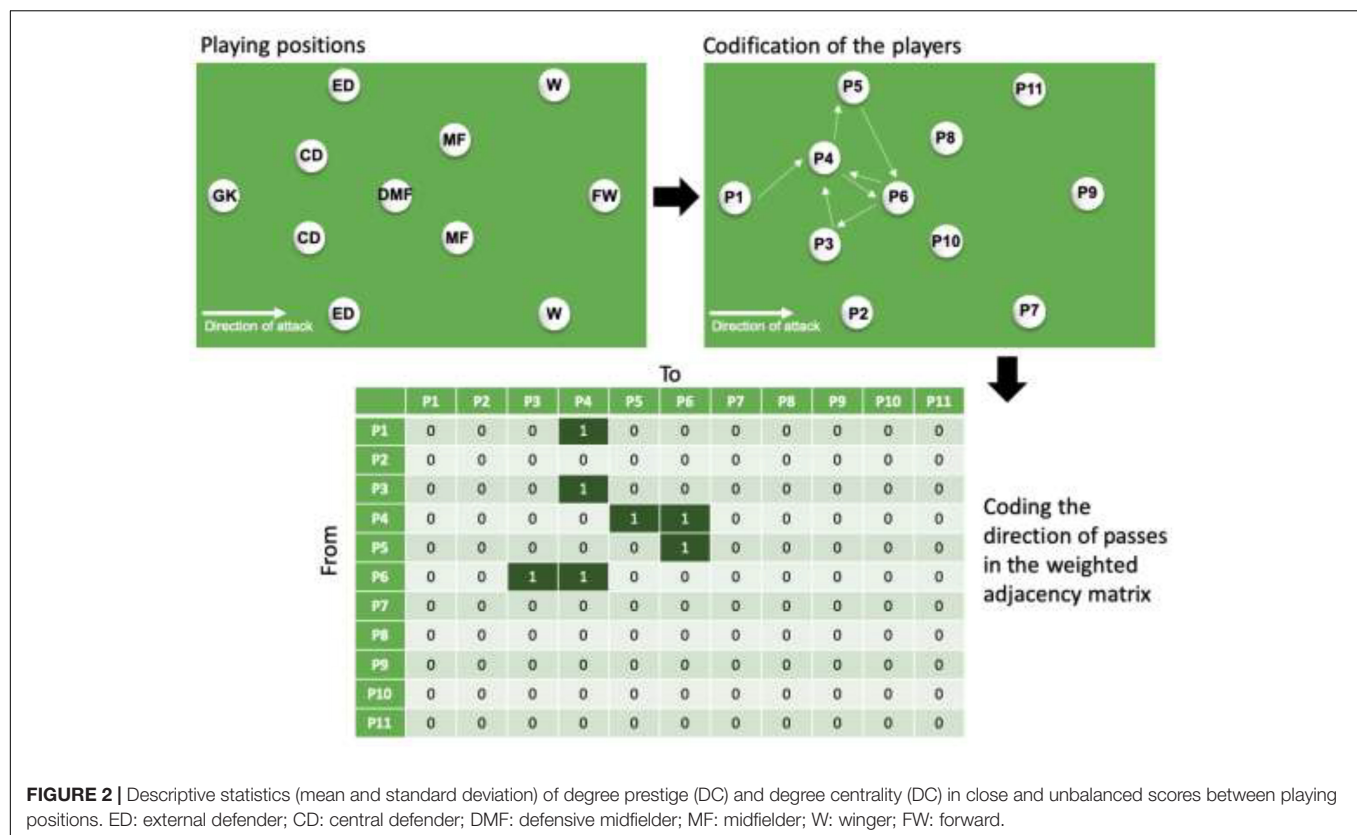 Playing positions
ED W
MF
CD
GK DMF FW
CD MF
Direction of attack
ED W
Codification of the players
P5 P11
P8
P4
P1 P6 P9
P3 P10
Direction of attack
P2 P7
To
P1 P2 P3 P4 P5 P6 P7 P8 P9 P10 P11
From
P1 0 0 0 1 0 0 0 0 0 0 0
P2 0 0 0 0 0 0 0 0 0 0 0
P3 0 0 0 1 0 0 0 0 0 0 0
P4 0 0 0 0 1 1 0 0 0 0 0
P5 0 0 0 0 0 1 0 0 0 0 0
P6 0 0 1 1 0 0 0 0 0 0 0
P7 0 0 0 0 0 0 0 0 0 0 0
P8 0 0 0 0 0 0 0 0 0 0 0
P9 0 0 0 0 0 0 0 0 0 0 0
P10 0 0 0 0 0 0 0 0 0 0 0
P11 0 0 0 0 0 0 0 0 0 0 0
Coding the
direction of passes
in the weighted
adjacency matrix
FIGURE 2 | Descriptive statistics (mean and standard deviation) of degree prestige (DC) and degree centrality (DC) in close and unbalanced scores between playing
positions. ED: external defender; CD: central defender; DMF: defensive midfielder; MF: midfielder; W: winger; FW: forward.